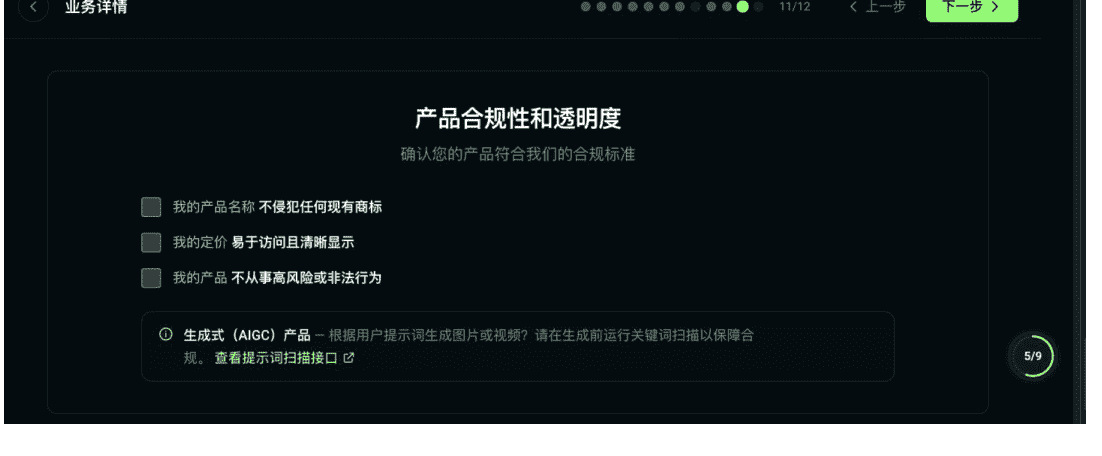 业务详情
11/12
上一步
下一步
产品合规性和透明度
确认您的产品符合我们的合规标准
我的产品名称 不侵犯任何现有商标
我的定价 易于访问且清晰显示
我的产品 不从事高风险或非法行为
生成式（AIGC）产品 — 根据用户提示词生成图片或视频？请在生成前运行关键词扫描以保障合
规。 查看提示词扫描接口
5/9